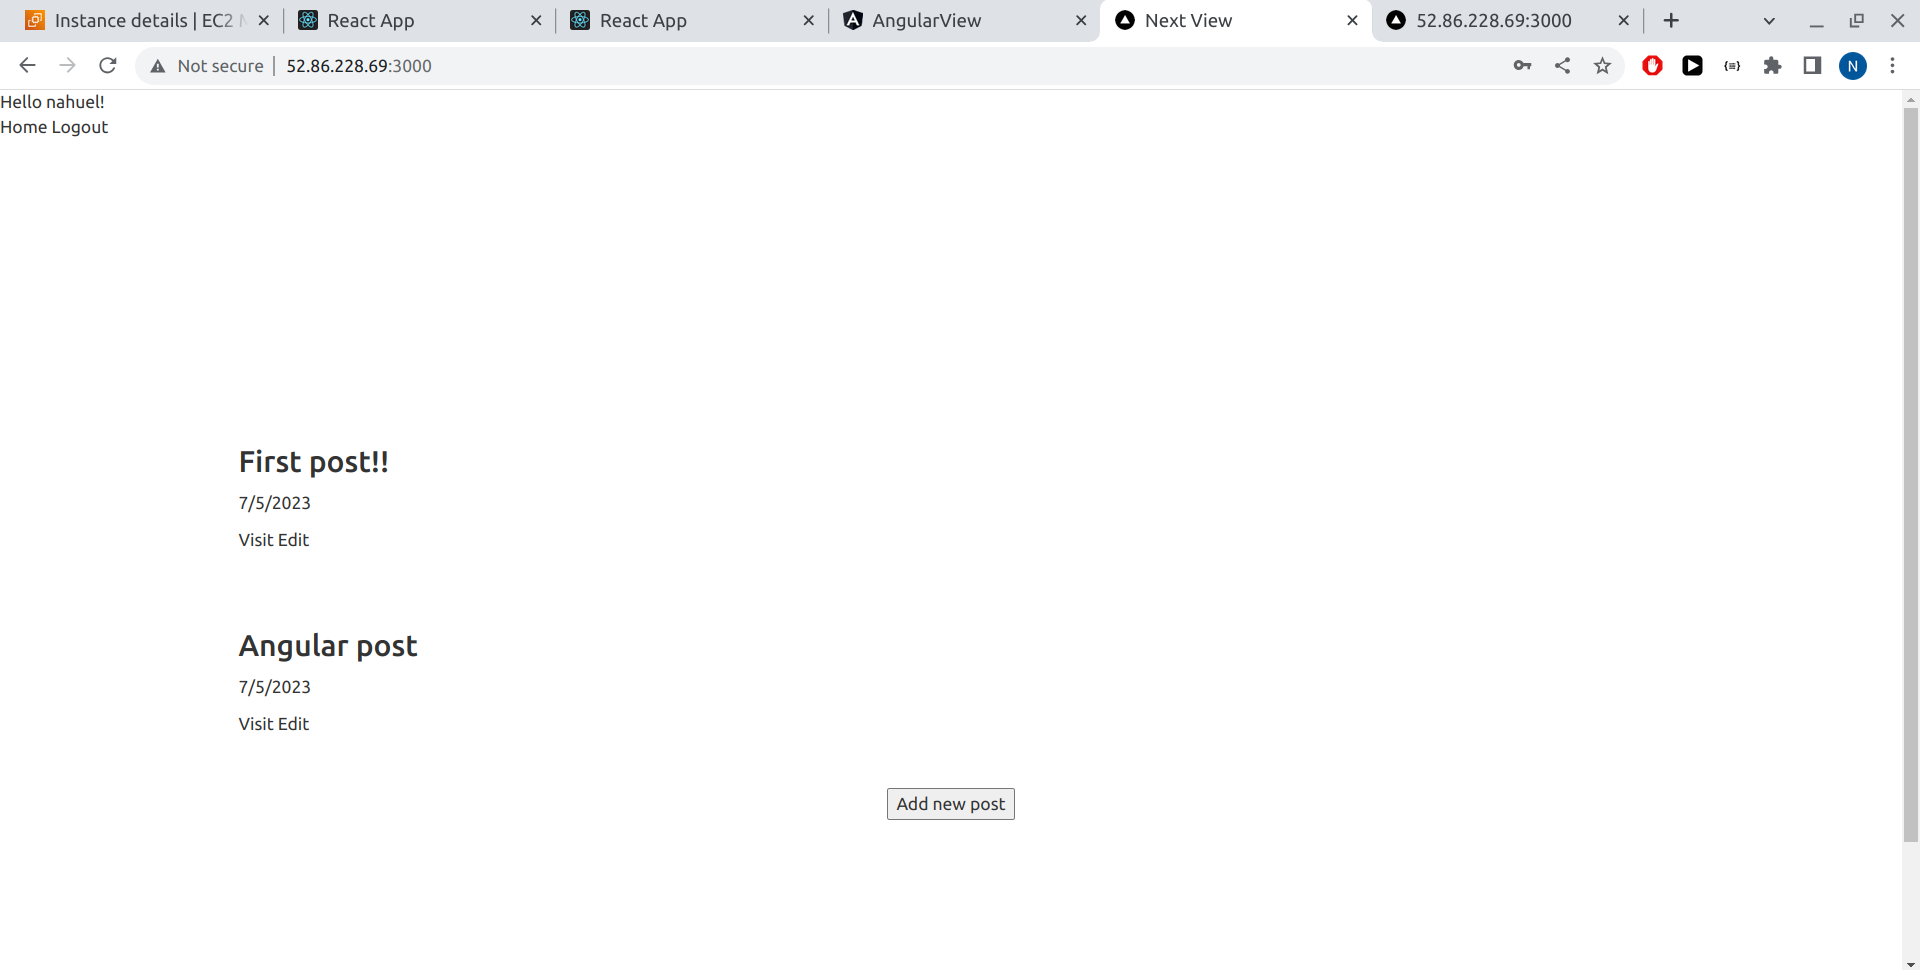 Instance details | EC2 M
React App
React App
AngularView
Next View
52.86.228.69:3000
Not secure | 52.86.228.69:3000
N
Hello nahuel!
Home Logout
First post!!
7/5/2023
Visit Edit
Angular post
7/5/2023
Visit Edit
Add new post